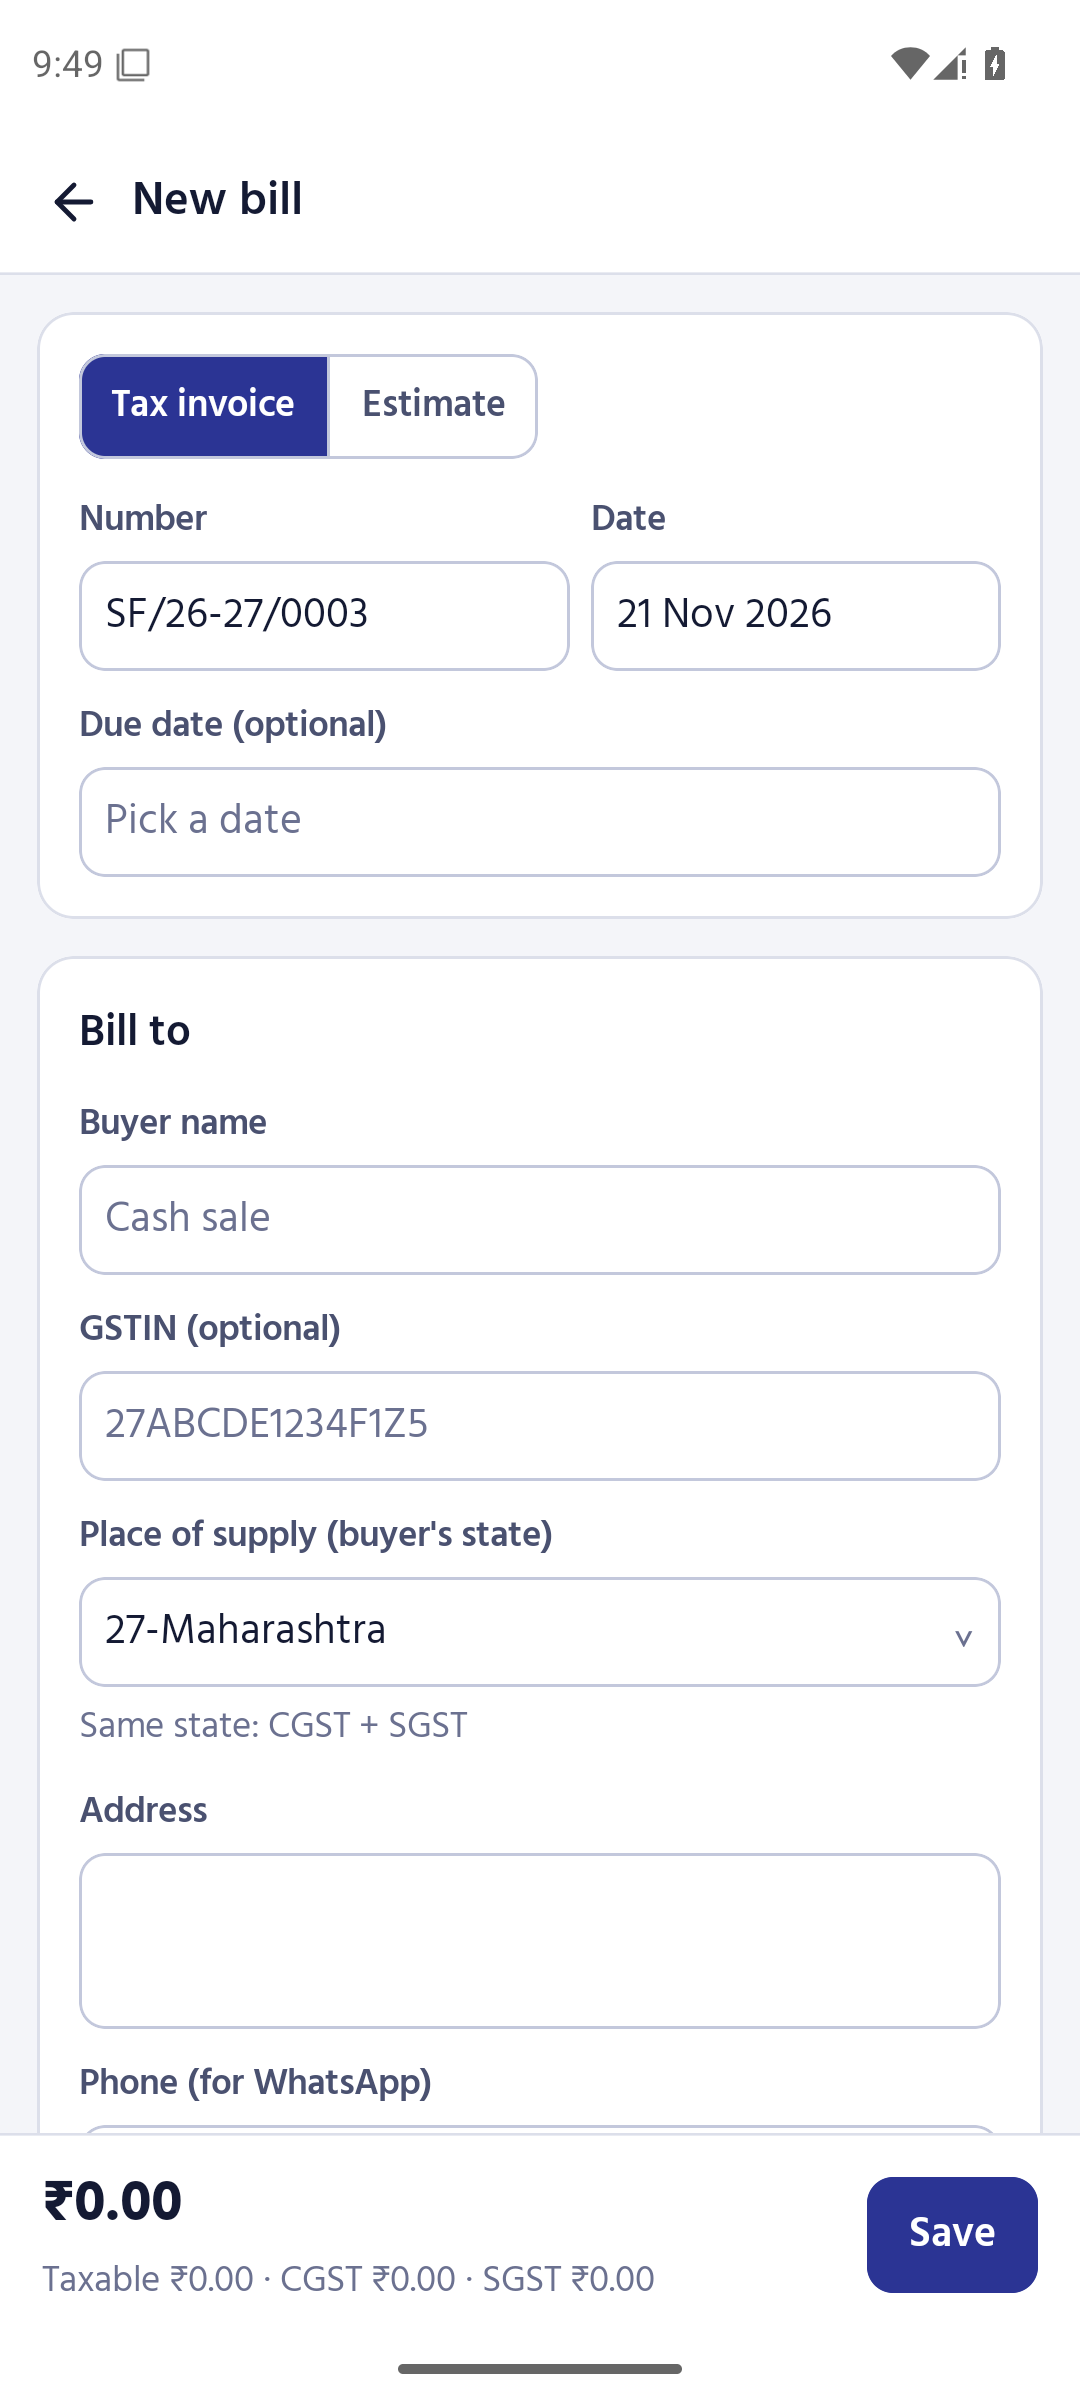 9:49
New bill
Tax invoice
Estimate
Number
Date
SF/26-27/0003
21 Nov 2026
Due date (optional)
Pick a date
Bill to
Buyer name
Cash sale
GSTIN (optional)
27ABCDE1234F1Z5
Place of supply (buyer's state)
27-Maharashtra
Same state: CGST + SGST
Address
Phone (for WhatsApp)
₹0.00
Save
Taxable ₹0.00 · CGST ₹0.00 · SGST ₹0.00